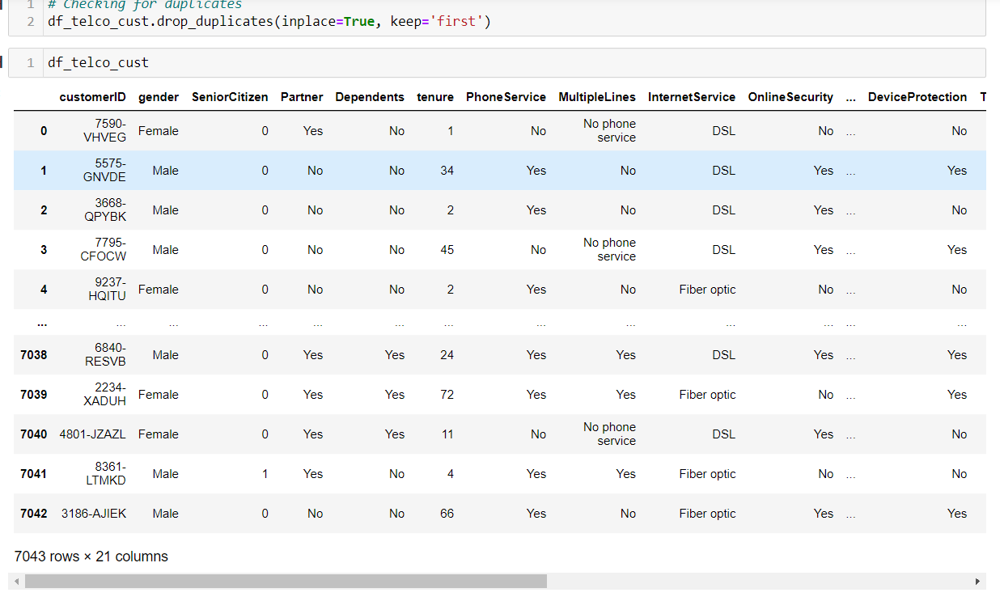 1 # Checking for duplicates
2 df_telco_cust.drop_duplicates(inplace=True, keep='first')
1 df_telco_cust
customerID gender SeniorCitizen Partner Dependents tenure PhoneService MultipleLines InternetService OnlineSecurity ... DeviceProtection T
0 7590-VHVEG Female 0 Yes No 1 No No phone service DSL No ... No
1 5575-GNVDE Male 0 No No 34 Yes No DSL Yes ... Yes
2 3668-QPYBK Male 0 No No 2 Yes No DSL Yes ... No
3 7795-CFOCW Male 0 No No 45 No No phone service DSL Yes ... Yes
4 9237-HQITU Female 0 No No 2 Yes No Fiber optic No ... No
... ... ... ... ... ... ... ... ... ... ... ... ...
7038 6840-RESVB Male 0 Yes Yes 24 Yes Yes DSL Yes ... Yes
7039 2234-XADUH Female 0 Yes Yes 72 Yes Yes Fiber optic No ... Yes
7040 4801-JZAZL Female 0 Yes Yes 11 No No phone service DSL Yes ... No
7041 8361-LTMKD Male 1 Yes No 4 Yes Yes Fiber optic No ... No
7042 3186-AJIEK Male 0 No No 66 Yes No Fiber optic Yes ... Yes
7043 rows × 21 columns